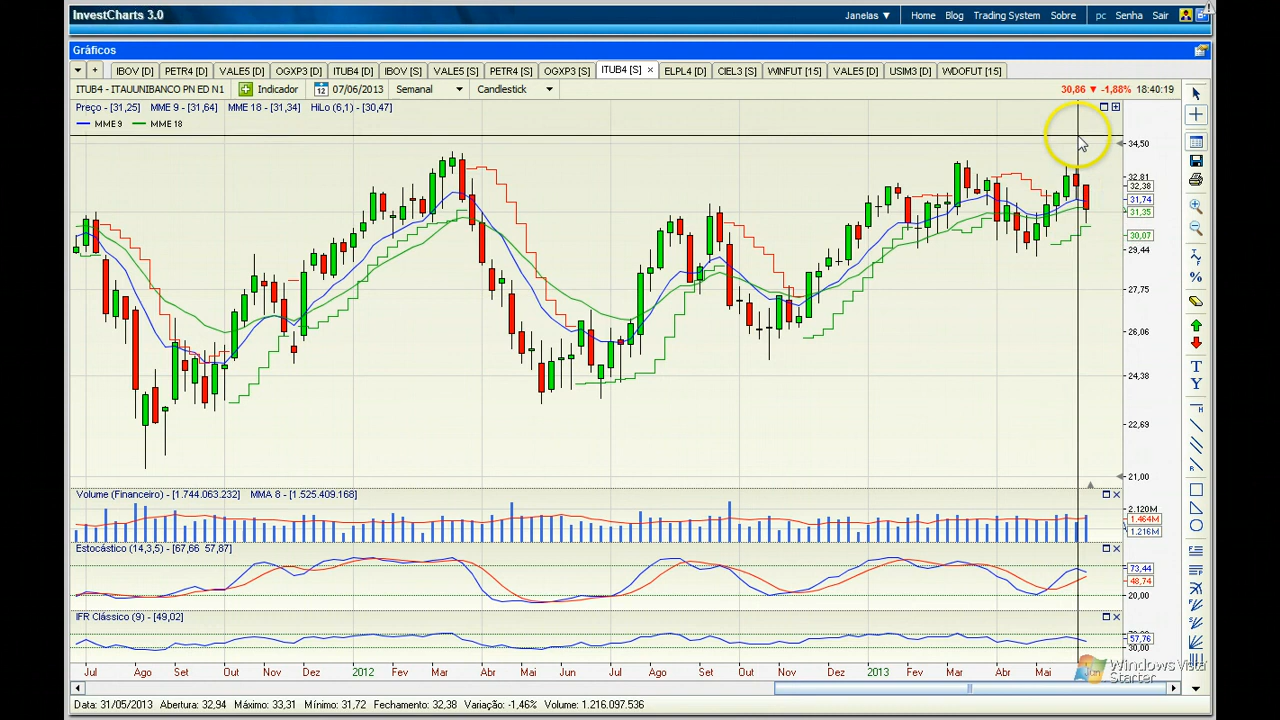 InvestCharts 3.0
Janelas ▼ Home Blog Trading System Sobre pc Senha Sair
Gráficos
IBOV [D] PETR4 [D] VALE5 [D] OGXP3 [D] ITUB4 [D] IBOV [S] VALE5 [S] PETR4 [S] OGXP3 [S] ITUB4 [S] × ELPL4 [D] CIEL3 [S] WINFUT [15] VALE5 [D] USIM3 [D] WDOFUT [15]
ITUB4 - ITAUUNIBANCO PN ED N1 Indicador 12 07/06/2013 Semanal Candlestick 30,86 ▼ -1,88% 18:40:19
Preço - [31,25] MME 9 - [31,64] MME 18 - [31,34] HiLo (6,1) - [30,47]
MME 9 MME 18
34,50
32,81
32,38
31,74
31,35
30,07
29,44
27,75
26,06
24,38
22,69
21,00
Volume (Financeiro) - [1.744.063.232] MMA 8 - [1.525.409.168]
2.120M
1.464M
1.216M
Estocástico (14,3,5) - [67,66 57,87]
73,44
48,74
20,00
IFR Clássico (9) - [49,02]
57,76
30,00
Jul Ago Set Out Nov Dez 2012 Fev Mar Abr Mai Jun Jul Ago Set Out Nov Dez 2013 Fev Mar Abr Mai Jun
Windows Vista
Starter
Data: 31/05/2013 Abertura: 32,94 Máximo: 33,31 Mínimo: 31,72 Fechamento: 32,38 Variação: -1,46% Volume: 1.216.097.536